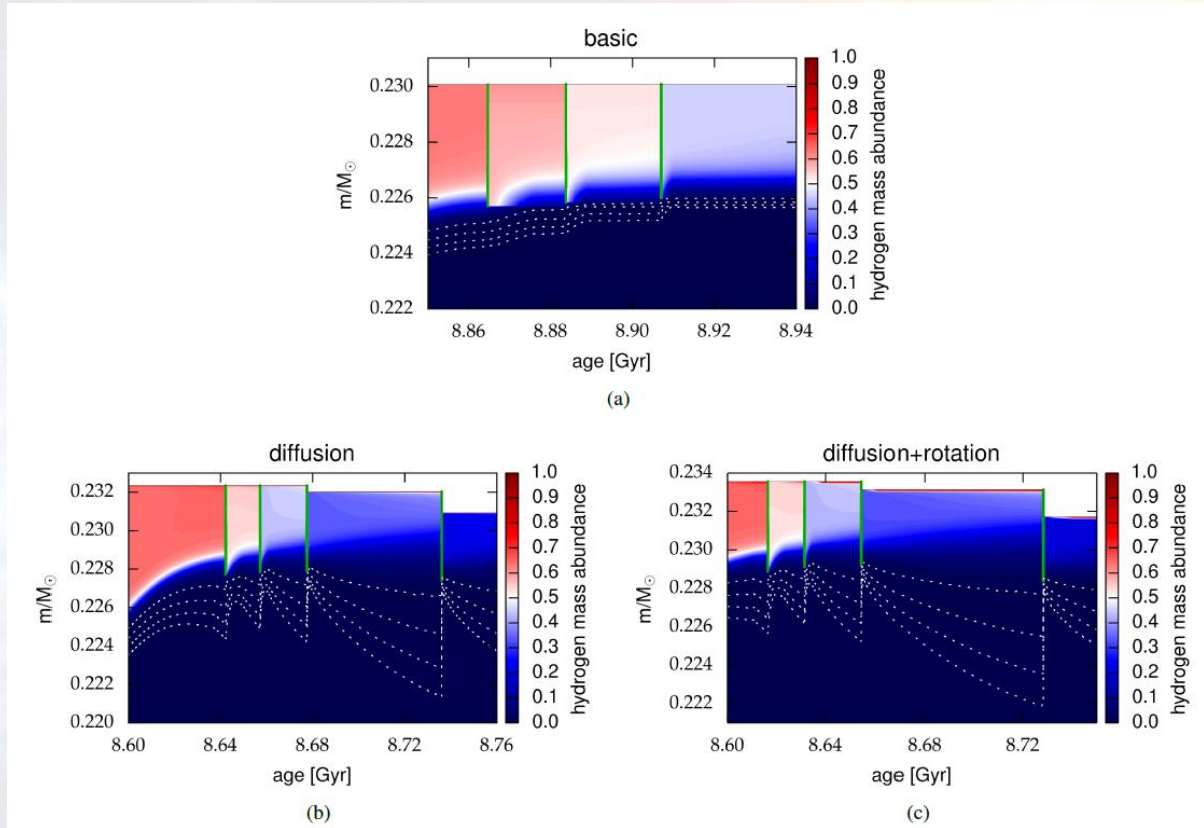 basic
0.230
0.228
0.226
0.224
0.222
m/M☉
8.86 8.88 8.90 8.92 8.94
age [Gyr]
1.0
0.9
0.8
0.7
0.6
0.5
0.4
0.3
0.2
0.1
0.0
hydrogen mass abundance
(a)
diffusion
0.232
0.230
0.228
0.226
0.224
0.222
0.220
m/M☉
8.60 8.64 8.68 8.72 8.76
age [Gyr]
1.0
0.9
0.8
0.7
0.6
0.5
0.4
0.3
0.2
0.1
0.0
hydrogen mass abundance
(b)
diffusion+rotation
0.234
0.232
0.230
0.228
0.226
0.224
0.222
m/M☉
8.60 8.64 8.68 8.72
age [Gyr]
1.0
0.9
0.8
0.7
0.6
0.5
0.4
0.3
0.2
0.1
0.0
hydrogen mass abundance
(c)